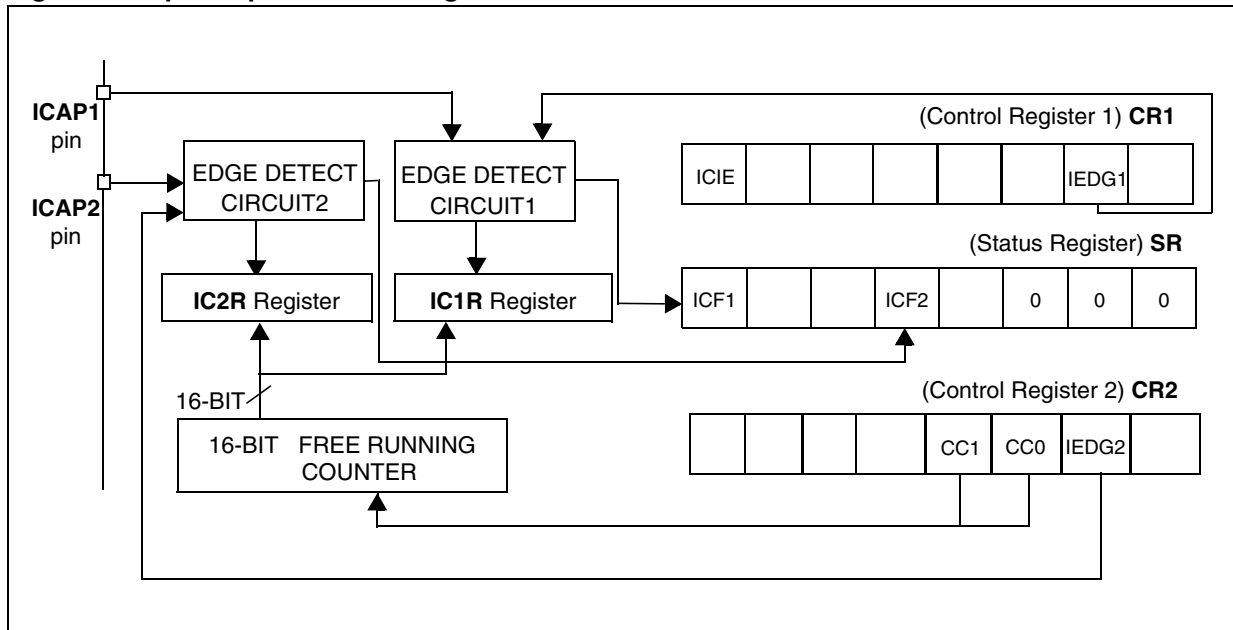 ICAP1
pin
ICAP2
pin
EDGE DETECT
CIRCUIT2
EDGE DETECT
CIRCUIT1
IC2R Register
IC1R Register
16-BIT
16-BIT FREE RUNNING
COUNTER
(Control Register 1) CR1
ICIE IEDG1
(Status Register) SR
ICF1 ICF2 0 0 0
(Control Register 2) CR2
CC1 CC0 IEDG2